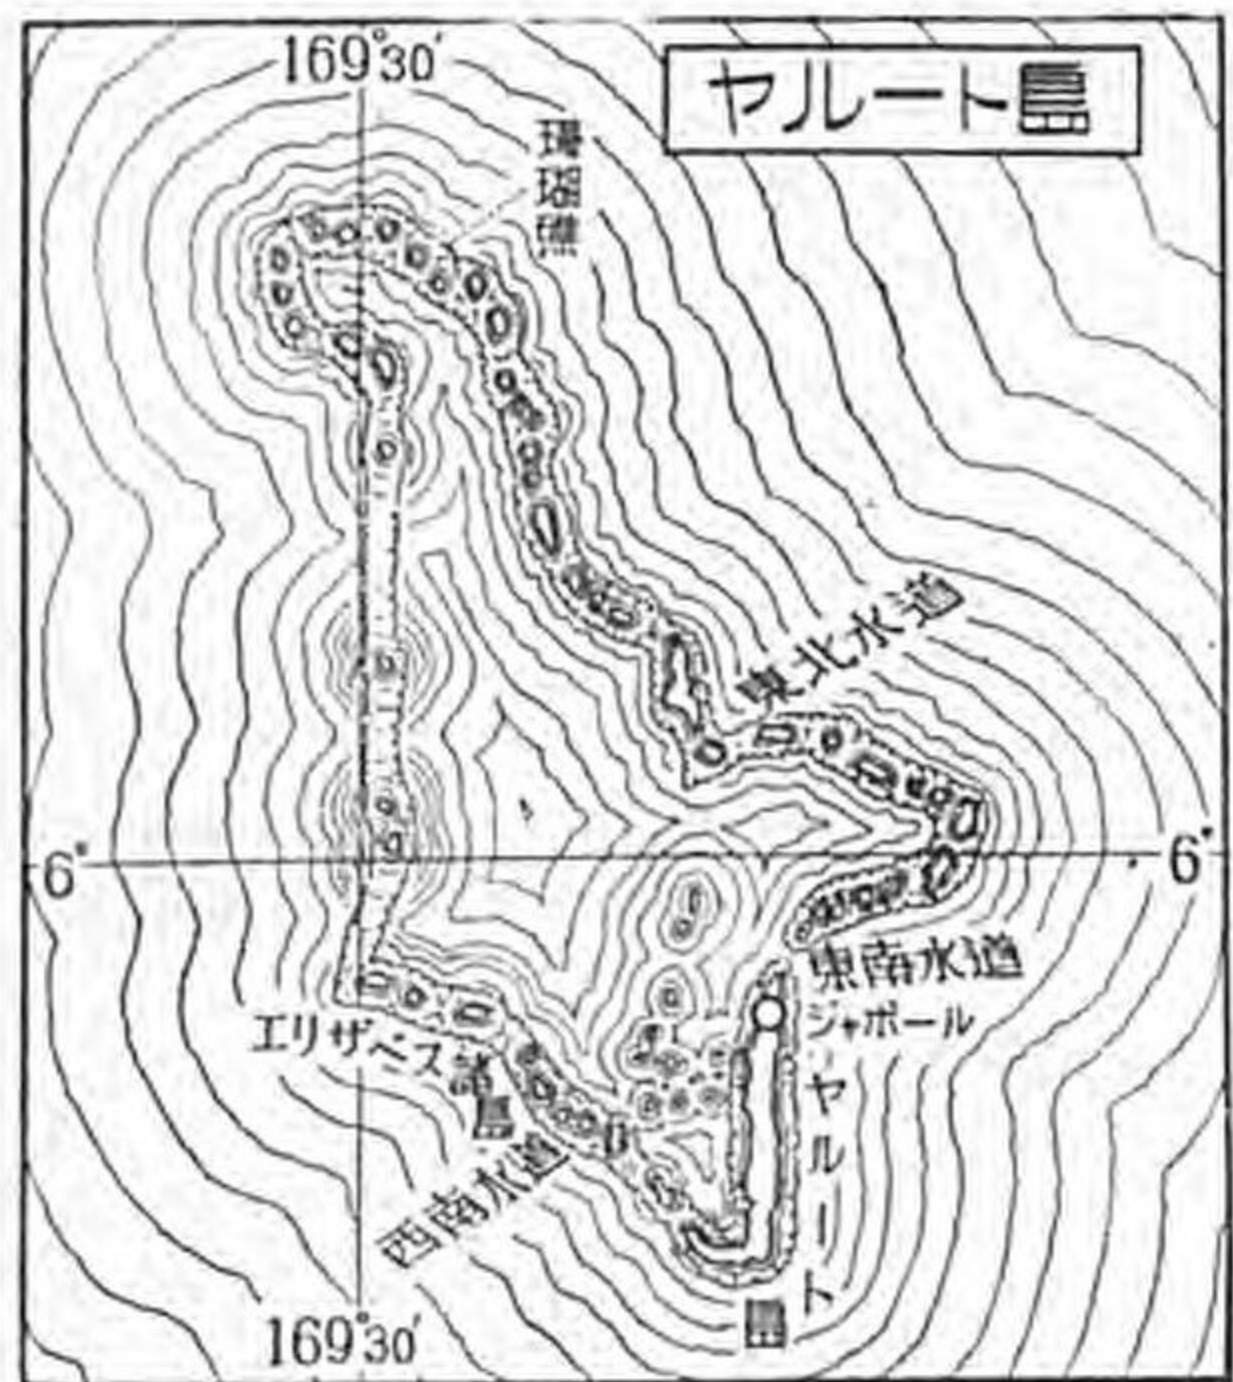 169°30′
ヤルート島
珊瑚礁
東北水道
6°
6°
東南水道
ジャボール
エリザベス諸島
ヤルート島
西南水道
169°30′